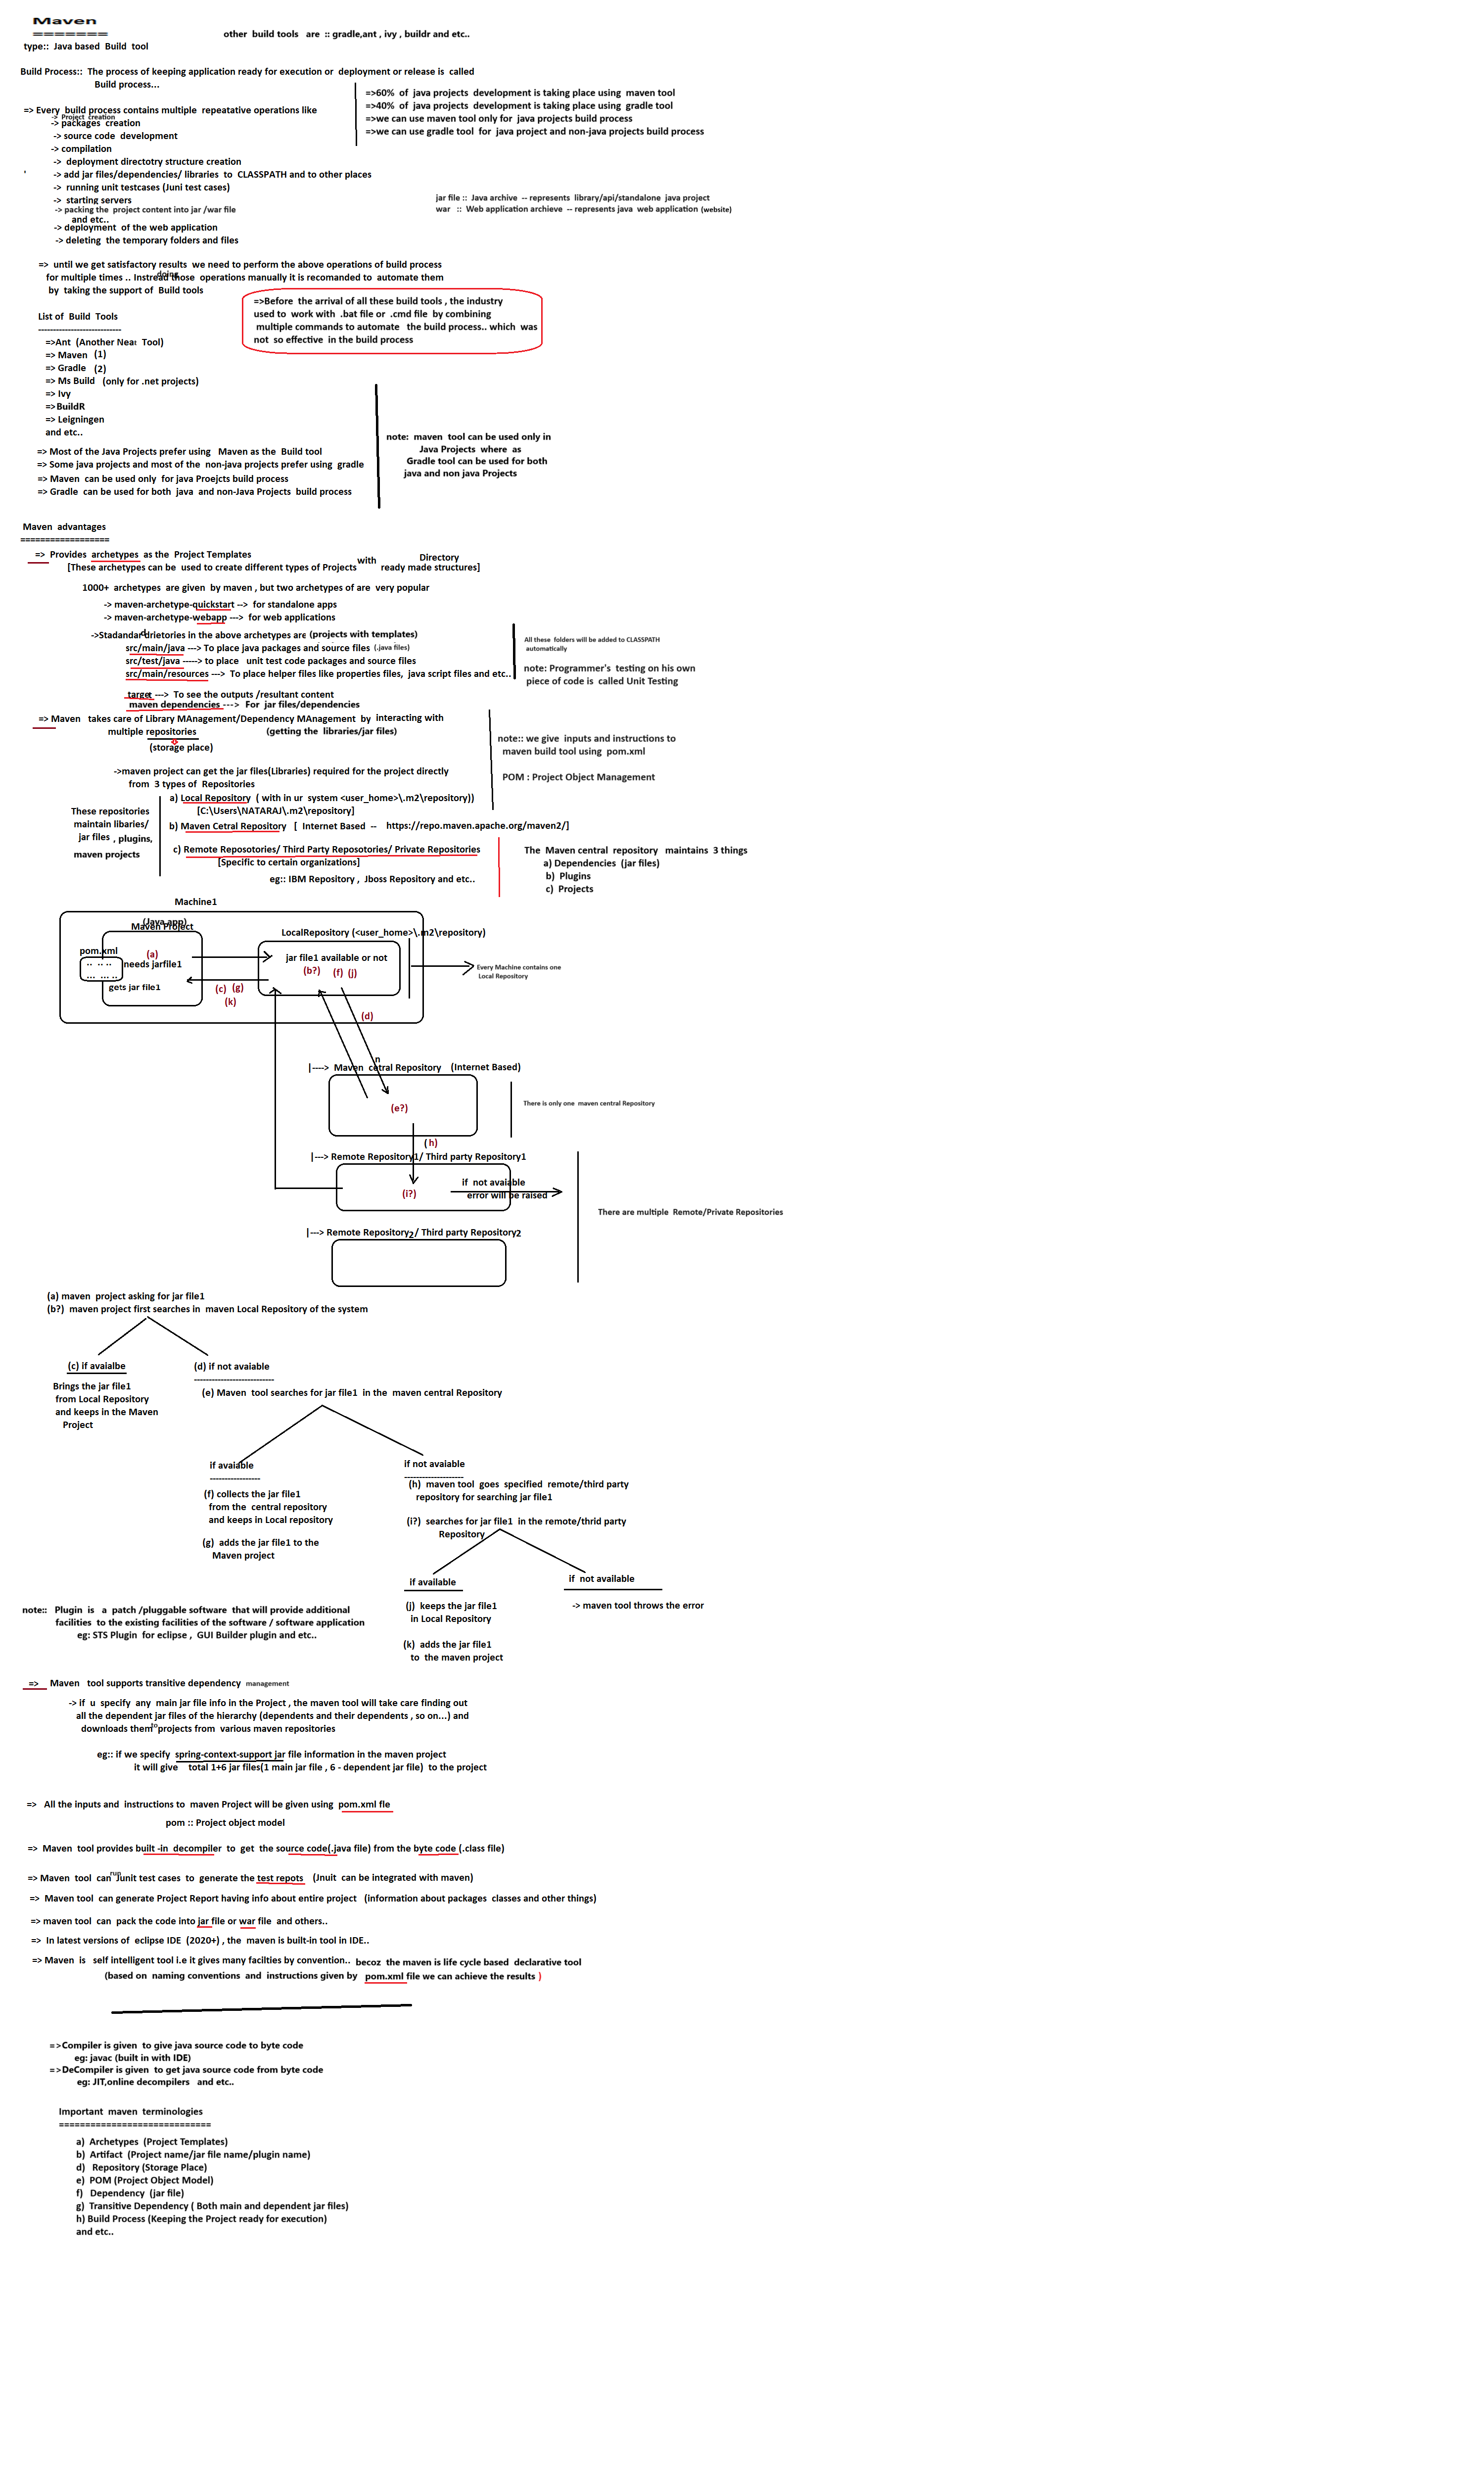 Maven
=======
other build tools are :: gradle,ant , ivy , buildr and etc..
type:: Java based Build tool
Build Process:: The process of keeping application ready for execution or deployment or release is called
Build process...
=>60% of java projects development is taking place using maven tool
=>40% of java projects development is taking place using gradle tool
=>we can use maven tool only for java projects build process
=>we can use gradle tool for java project and non-java projects build process
=> Every build process contains multiple repeatative operations like
-> Project creation
-> packages creation
-> source code development
-> compilation
-> deployment directotry structure creation
-> add jar files/dependencies/ libraries to CLASSPATH and to other places
-> running unit testcases (Juni test cases)
-> starting servers
-> packing the project content into jar /war file
and etc..
-> deployment of the web application
-> deleting the temporary folders and files
jar file :: Java archive -- represents library/api/standalone java project
war :: Web application archieve -- represents java web application (website)
=> until we get satisfactory results we need to perform the above operations of build process
doing
for multiple times .. Instread those operations manually it is recomanded to automate them
by taking the support of Build tools
=>Before the arrival of all these build tools , the industry
used to work with .bat file or .cmd file by combining
multiple commands to automate the build process.. which was
not so effective in the build process
List of Build Tools
----------------------------
=>Ant (Another Neat Tool)
=> Maven (1)
=> Gradle (2)
=> Ms Build (only for .net projects)
=> Ivy
=>BuildR
=> Leigningen
and etc..
note: maven tool can be used only in
Java Projects where as
Gradle tool can be used for both
java and non java Projects
=> Most of the Java Projects prefer using Maven as the Build tool
=> Some java projects and most of the non-java projects prefer using gradle
=> Maven can be used only for java Proejcts build process
=> Gradle can be used for both java and non-Java Projects build process
Maven advantages
==================
=> Provides archetypes as the Project Templates
[These archetypes can be used to create different types of Projects with ready made Directory structures]
1000+ archetypes are given by maven , but two archetypes of are very popular
-> maven-archetype-quickstart --> for standalone apps
-> maven-archetype-webapp ---> for web applications
->Stadandard drietories in the above archetypes are (projects with templates)
src/main/java ---> To place java packages and source files (.java files)
src/test/java -----> to place unit test code packages and source files
src/main/resources ---> To place helper files like properties files, java script files and etc..
target ---> To see the outputs /resultant content
maven dependencies ---> For jar files/dependencies
All these folders will be added to CLASSPATH
automatically
note: Programmer's testing on his own
piece of code is called Unit Testing
=> Maven takes care of Library MAnagement/Dependency MAnagement by interacting with
multiple repositories (getting the libraries/jar files)
(storage place)
note:: we give inputs and instructions to
maven build tool using pom.xml
POM : Project Object Management
->maven project can get the jar files(Libraries) required for the project directly
from 3 types of Repositories
These repositories
maintain libaries/
jar files , plugins,
maven projects
a) Local Repository ( with in ur system <user_home>\.m2\repository))
[C:\Users\NATARAJ\.m2\repository]
b) Maven Cetral Repository [ Internet Based -- https://repo.maven.apache.org/maven2/]
c) Remote Reposotories/ Third Party Reposotories/ Private Repositories
[Specific to certain organizations]
eg:: IBM Repository , Jboss Repository and etc..
The Maven central repository maintains 3 things
a) Dependencies (jar files)
b) Plugins
c) Projects
Machine1
(Java app)
Maven Project
LocalRepository (<user_home>\.m2\repository)
pom.xml
(a)
needs jarfile1
gets jar file1
jar file1 available or not
(b?) (f) (j)
(c) (g)
(k)
Every Machine contains one
Local Repository
(d)
n
|----> Maven cetral Repository (Internet Based)
(e?)
There is only one maven central Repository
(h)
|---> Remote Repository1/ Third party Repository1
(i?)
if not avaiable
error will be raised
There are multiple Remote/Private Repositories
|---> Remote Repository2/ Third party Repository2
(a) maven project asking for jar file1
(b?) maven project first searches in maven Local Repository of the system
(c) if avaialbe
Brings the jar file1
from Local Repository
and keeps in the Maven
Project
(d) if not avaiable
---------------------------
(e) Maven tool searches for jar file1 in the maven central Repository
if avaiable
-----------------
(f) collects the jar file1
from the central repository
and keeps in Local repository
(g) adds the jar file1 to the
Maven project
if not avaiable
--------------------
(h) maven tool goes specified remote/third party
repository for searching jar file1
(i?) searches for jar file1 in the remote/thrid party
Repository
if available
(j) keeps the jar file1
in Local Repository
(k) adds the jar file1
to the maven project
if not available
-> maven tool throws the error
note:: Plugin is a patch /pluggable software that will provide additional
facilities to the existing facilities of the software / software application
eg: STS Plugin for eclipse , GUI Builder plugin and etc..
=> Maven tool supports transitive dependency management
-> if u specify any main jar file info in the Project , the maven tool will take care finding out
all the dependent jar files of the hierarchy (dependents and their dependents , so on...) and
downloads them to projects from various maven repositories
eg:: if we specify spring-context-support jar file information in the maven project
it will give total 1+6 jar files(1 main jar file , 6 - dependent jar file) to the project
=> All the inputs and instructions to maven Project will be given using pom.xml fle
pom :: Project object model
=> Maven tool provides built -in decompiler to get the source code(.java file) from the byte code (.class file)
=> Maven tool can run Junit test cases to generate the test repots (Jnuit can be integrated with maven)
=> Maven tool can generate Project Report having info about entire project (information about packages classes and other things)
=> maven tool can pack the code into jar file or war file and others..
=> In latest versions of eclipse IDE (2020+) , the maven is built-in tool in IDE..
=> Maven is self intelligent tool i.e it gives many facilties by convention.. becoz the maven is life cycle based declarative tool
(based on naming conventions and instructions given by pom.xml file we can achieve the results )
=>Compiler is given to give java source code to byte code
eg: javac (built in with IDE)
=>DeCompiler is given to get java source code from byte code
eg: JIT,online decompilers and etc..
Important maven terminologies
=============================
a) Archetypes (Project Templates)
b) Artifact (Project name/jar file name/plugin name)
d) Repository (Storage Place)
e) POM (Project Object Model)
f) Dependency (jar file)
g) Transitive Dependency ( Both main and dependent jar files)
h) Build Process (Keeping the Project ready for execution)
and etc..